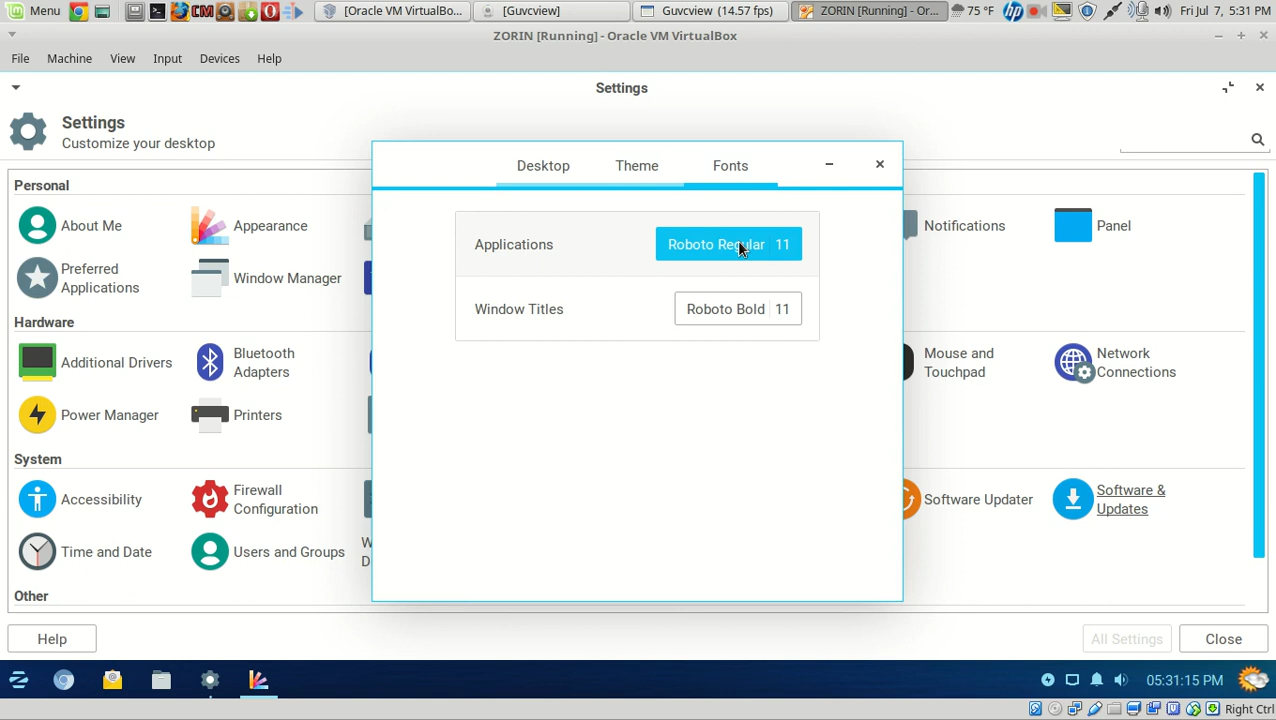 Menu
[Oracle VM VirtualBo...
[Guvcview]
Guvcview (14.57 fps)
ZORIN [Running] - Or...
75 °F
Fri Jul 7, 5:31 PM
ZORIN [Running] - Oracle VM VirtualBox
File Machine View Input Devices Help
Settings
Settings
Customize your desktop
Desktop Theme Fonts
Personal
About Me
Appearance
Notifications
Panel
Applications
Roboto Regular 11
Preferred
Applications
Window Manager
Window Titles
Roboto Bold 11
Hardware
Additional Drivers
Bluetooth
Adapters
Mouse and
Touchpad
Network
Connections
Power Manager
Printers
System
Accessibility
Firewall
Configuration
Software Updater
Software &
Updates
Time and Date
Users and Groups
W
D
Other
Help
All Settings
Close
05:31:15 PM
Right Ctrl